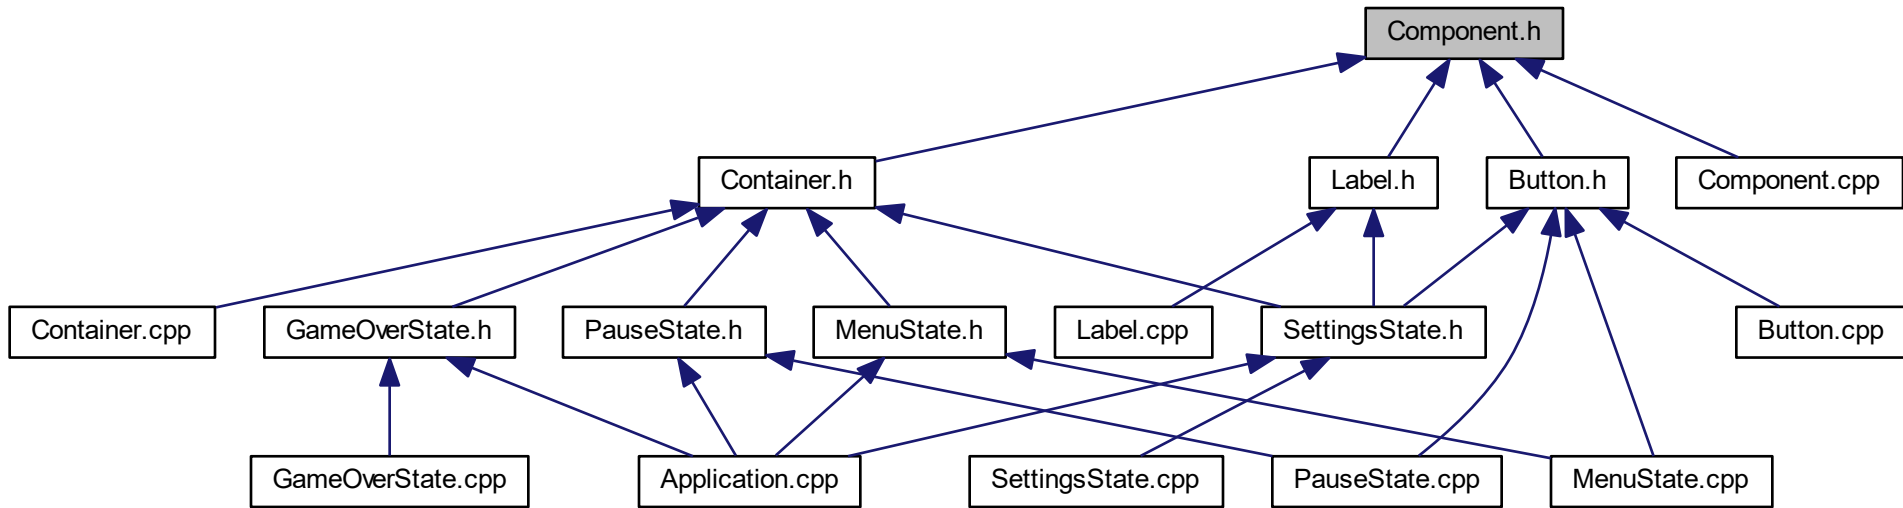 Component.h
Container.h
Label.h
Button.h
Component.cpp
Container.cpp
GameOverState.h
PauseState.h
MenuState.h
Label.cpp
SettingsState.h
Button.cpp
GameOverState.cpp
Application.cpp
SettingsState.cpp
PauseState.cpp
MenuState.cpp